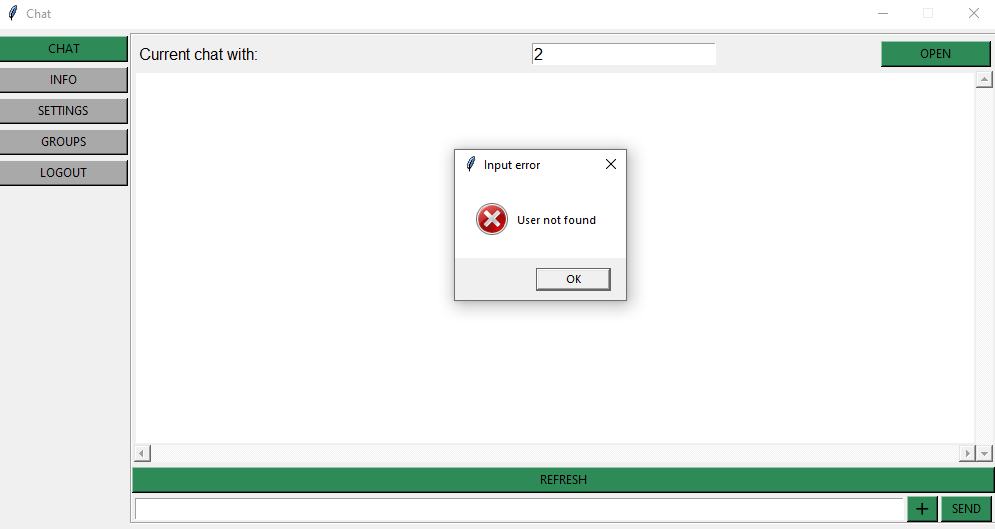 Chat
CHAT
INFO
SETTINGS
GROUPS
LOGOUT
Current chat with:
2
OPEN
Input error
User not found
OK
REFRESH
+
SEND